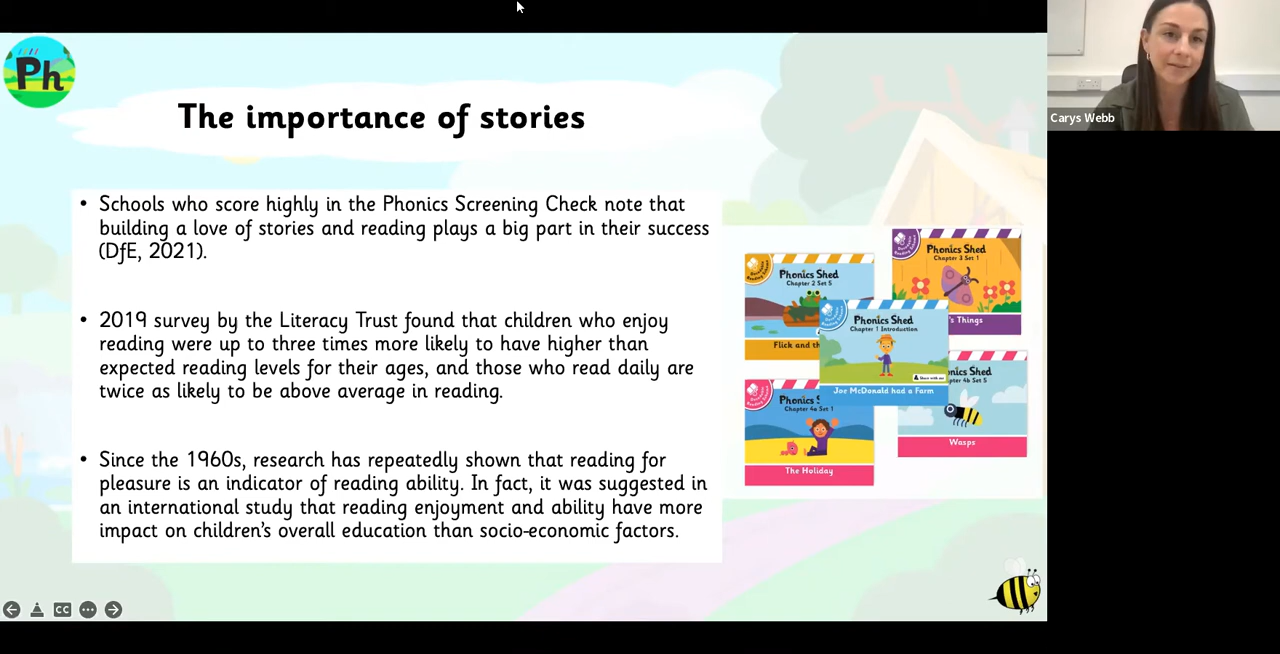 Ph
The importance of stories
• Schools who score highly in the Phonics Screening Check note that
building a love of stories and reading plays a big part in their success
(DfE, 2021).
• 2019 survey by the Literacy Trust found that children who enjoy
reading were up to three times more likely to have higher than
expected reading levels for their ages, and those who read daily are
twice as likely to be above average in reading.
• Since the 1960s, research has repeatedly shown that reading for
pleasure is an indicator of reading ability. In fact, it was suggested in
an international study that reading enjoyment and ability have more
impact on children's overall education than socio-economic factors.
Phonics Shed
Chapter 2 Set 5
Flick and th
Phonics Shed
Chapter 3 Set 1
's Things
Phonics Shed
Chapter 1 Introduction
Joe McDonald had a Farm
Phonics S
Chapter 4a Set 1
The Holiday
nics Shed
pter 4b Set 5
Wasps
CC
Carys Webb